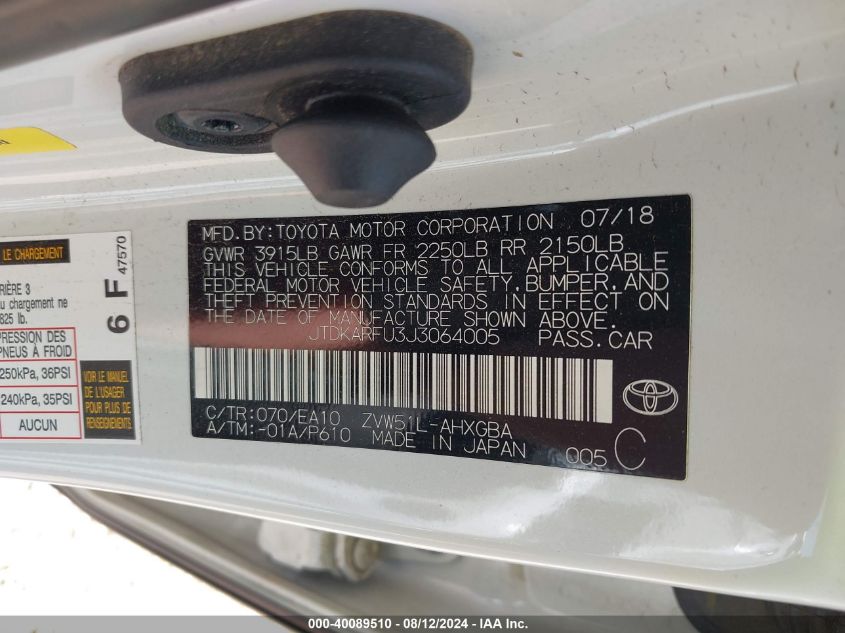 LE CHARGEMENT
RIÈRE 3
u chargement ne
825 lb.
PRESSION DES
PNEUS À FROID
250kPa, 36PSI
240kPa, 35PSI
AUCUN
VOIR LE MANUEL
DE L'USAGER
POUR PLUS DE
RENSEIGNEMENTS
6 F 47570
MFD.BY:TOYOTA MOTOR CORPORATION 07/18
GVWR 3915LB GAWR FR 2250LB RR 2150LB
THIS VEHICLE CONFORMS TO ALL APPLICABLE
FEDERAL MOTOR VEHICLE SAFETY,BUMPER,AND
THEFT PREVENTION STANDARDS IN EFFECT ON
THE DATE OF MANUFACTURE SHOWN ABOVE.
JTDKARFU3J3064005 PASS.CAR
C/TR:070/EA10 ZVW51L-AHXGBA
A/TM:-01A/P610 MADE IN JAPAN
005 C
000-40089510 - 08/12/2024 - IAAI.COM - COPART.COM